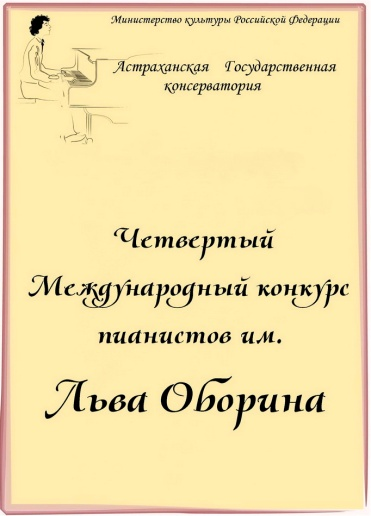 Министерство культуры Российской Федерации
Астраханская Государственная
консерватория
Четвертый
Международный конкурс
пианистов им.
Льва Оборина